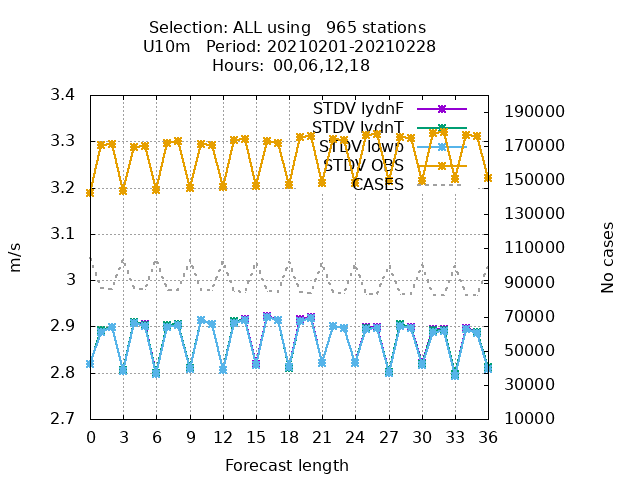 Selection: ALL using   965 stations
U10m   Period: 20210201-20210228
Hours:  00,06,12,18
STDV lydnF
STDV lydnT
STDV lowp
STDV OBS
CASES
3.4
3.3
3.2
3.1
3
2.9
2.8
2.7
190000
170000
150000
130000
110000
90000
70000
50000
30000
10000
m/s
No cases
0 3 6 9 12 15 18 21 24 27 30 33 36
Forecast length